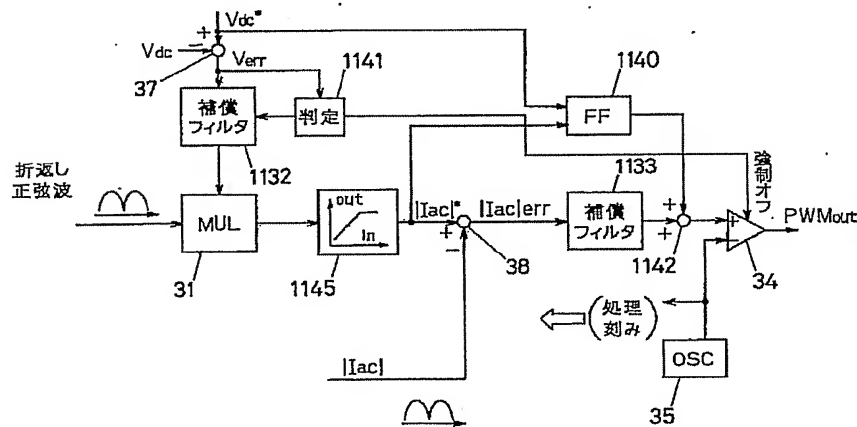 Vdc*
+
Vdc
−
37
Verr
1141
1140
補償
フィルタ
判定
FF
1132
折返し
正弦波
MUL
31
out
In
1145
|Iac|*
+
−
38
|Iac|err
1133
補償
フィルタ
+
+
1142
強制オフ
+
−
PWMout
34
(処理
刻み)
OSC
35
|Iac|